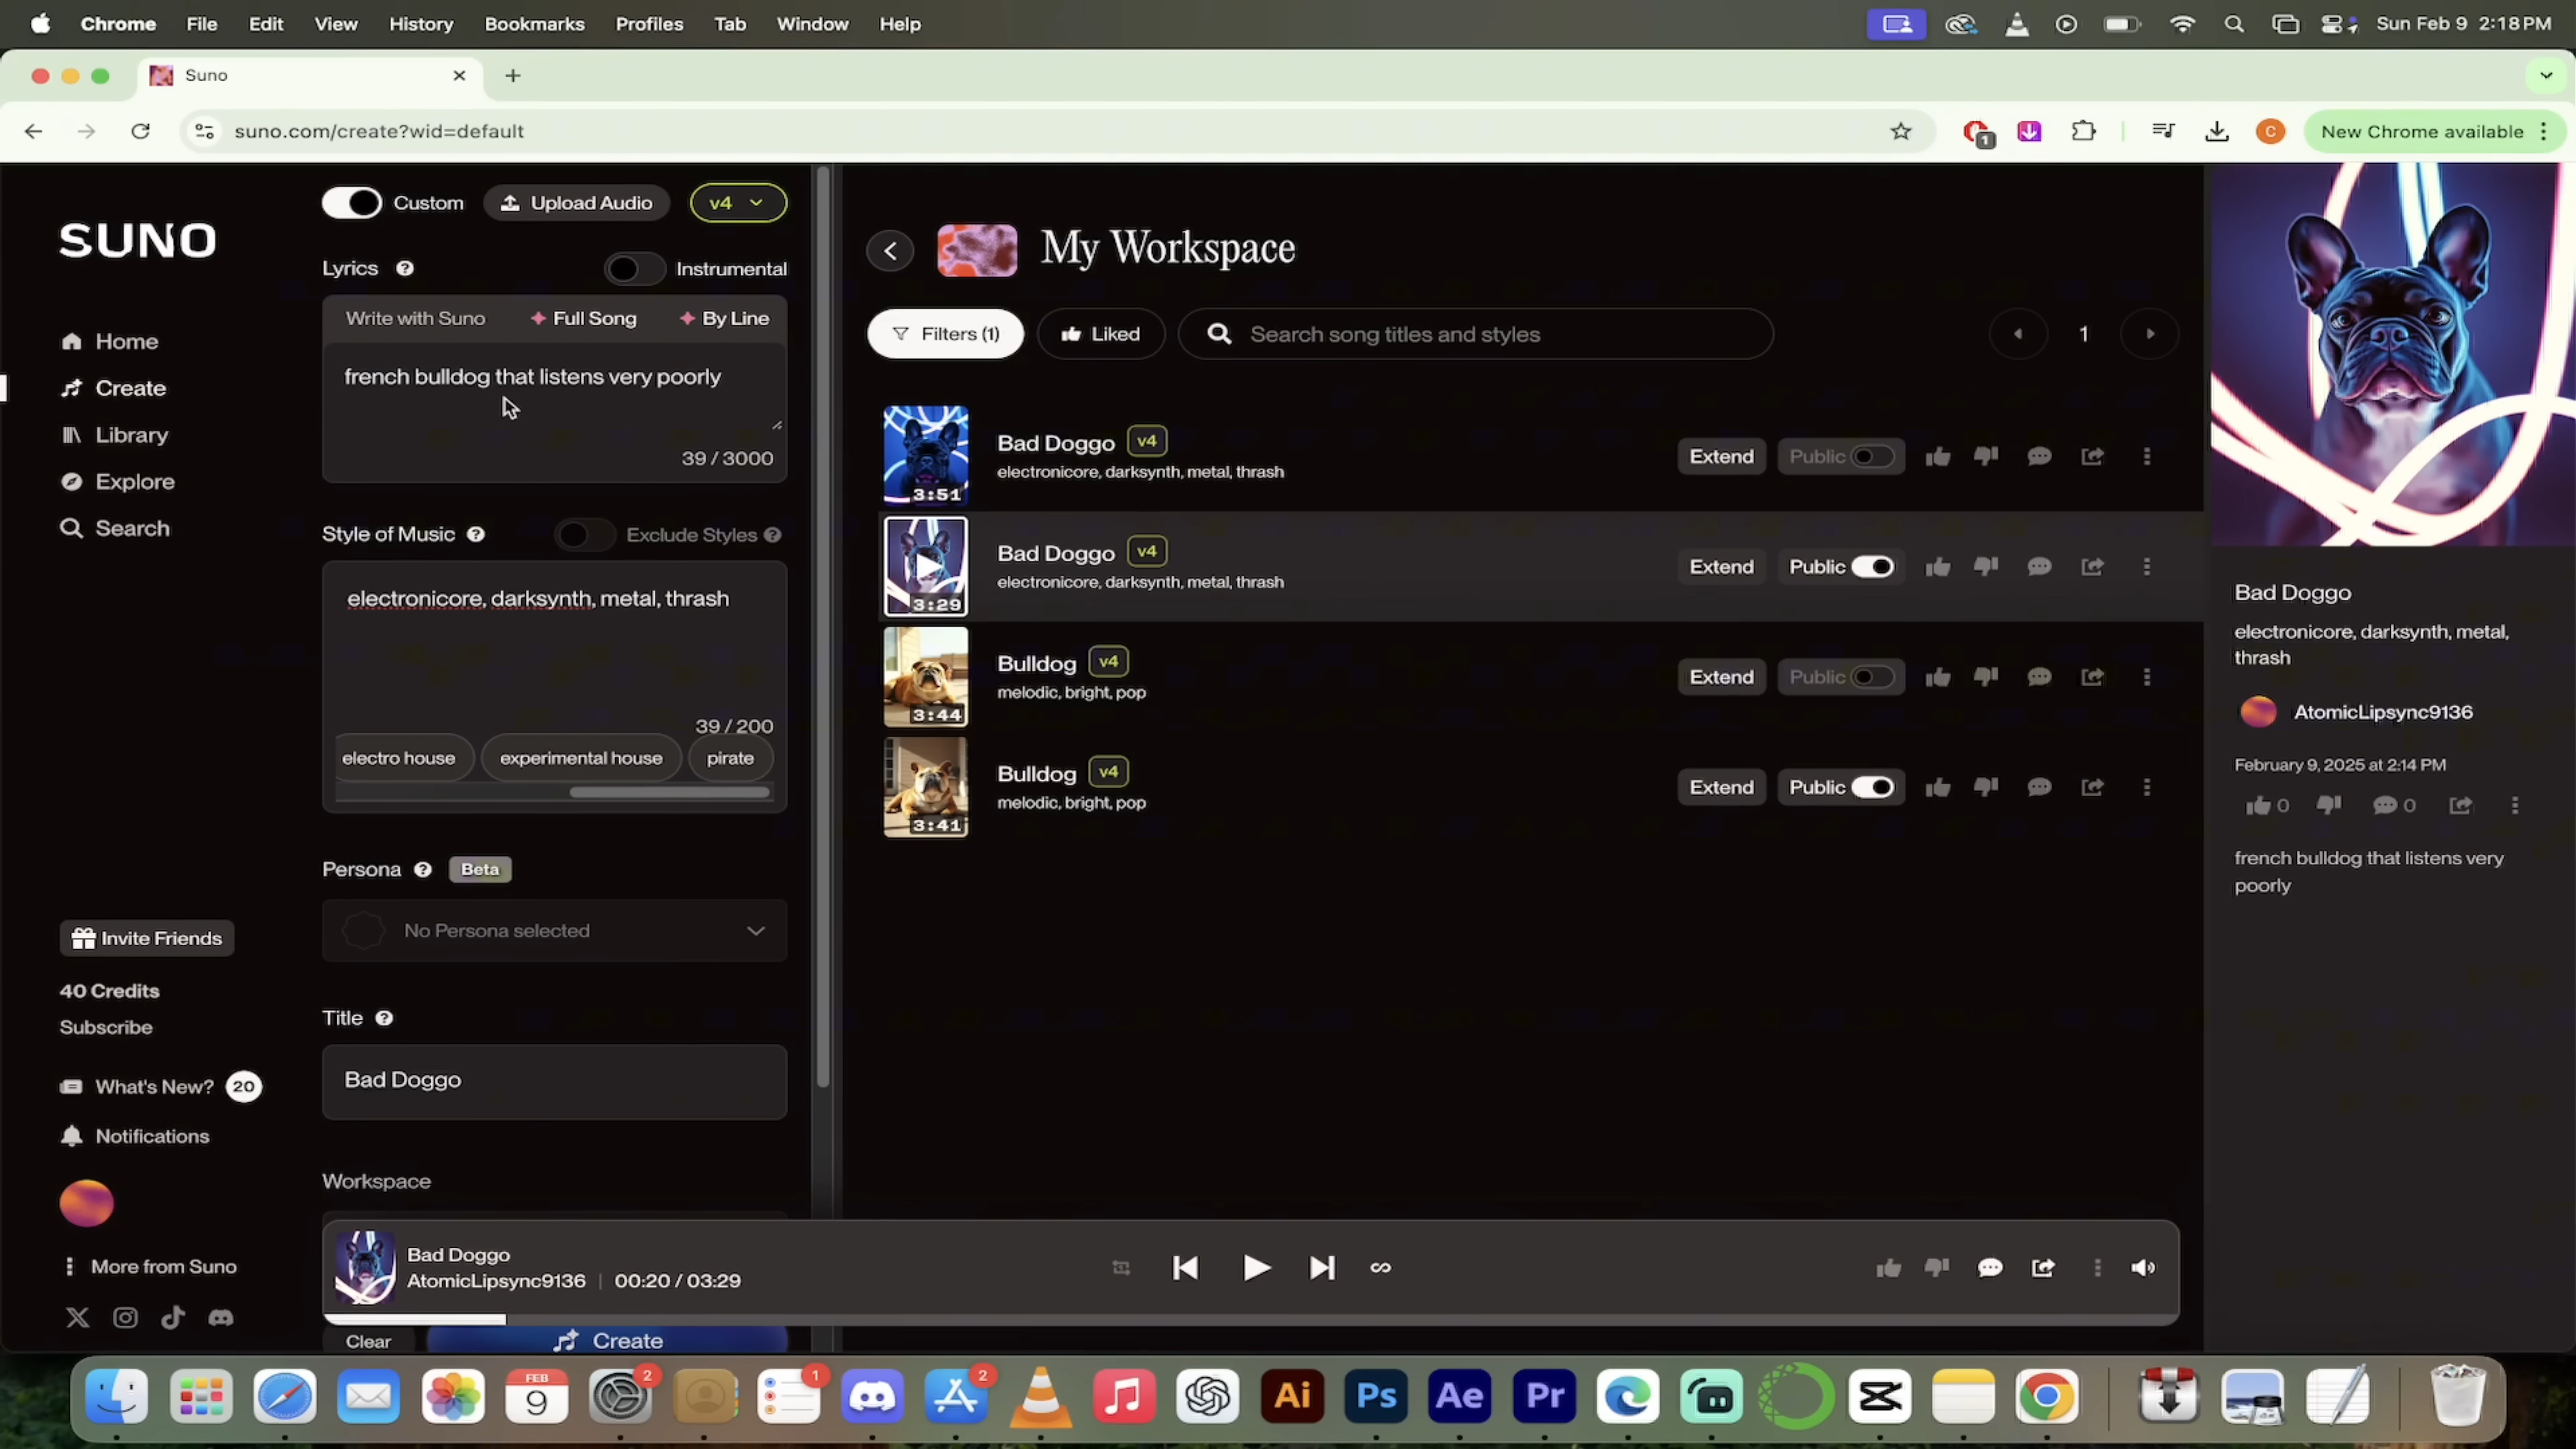 Chrome File Edit View History Bookmarks Profiles Tab Window Help Sun Feb 9 2:18 PM
Suno
suno.com/create?wid=default
1
C
New Chrome available
SUNO
Home
Create
Library
Explore
Search
Invite Friends
40 Credits
Subscribe
What's New? 20
Notifications
More from Suno
Custom Upload Audio v4
Lyrics Instrumental
Write with Suno Full Song By Line
french bulldog that listens very poorly
39 / 3000
Style of Music Exclude Styles
electronicore, darksynth, metal, thrash
39 / 200
electro house experimental house pirate
Persona Beta
No Persona selected
Title
Bad Doggo
Workspace
Clear Create
My Workspace
Filters (1) Liked Search song titles and styles 1
Bad Doggo v4
electronicore, darksynth, metal, thrash
3:51
Extend Public
Bad Doggo v4
electronicore, darksynth, metal, thrash
3:29
Extend Public
Bulldog v4
melodic, bright, pop
3:44
Extend Public
Bulldog v4
melodic, bright, pop
3:41
Extend Public
Bad Doggo
electronicore, darksynth, metal,
thrash
AtomicLipsync9136
February 9, 2025 at 2:14 PM
0 0
french bulldog that listens very
poorly
Bad Doggo
AtomicLipsync9136 | 00:20 / 03:29
FEB
9
2
1
2
Ai
Ps
Ae
Pr